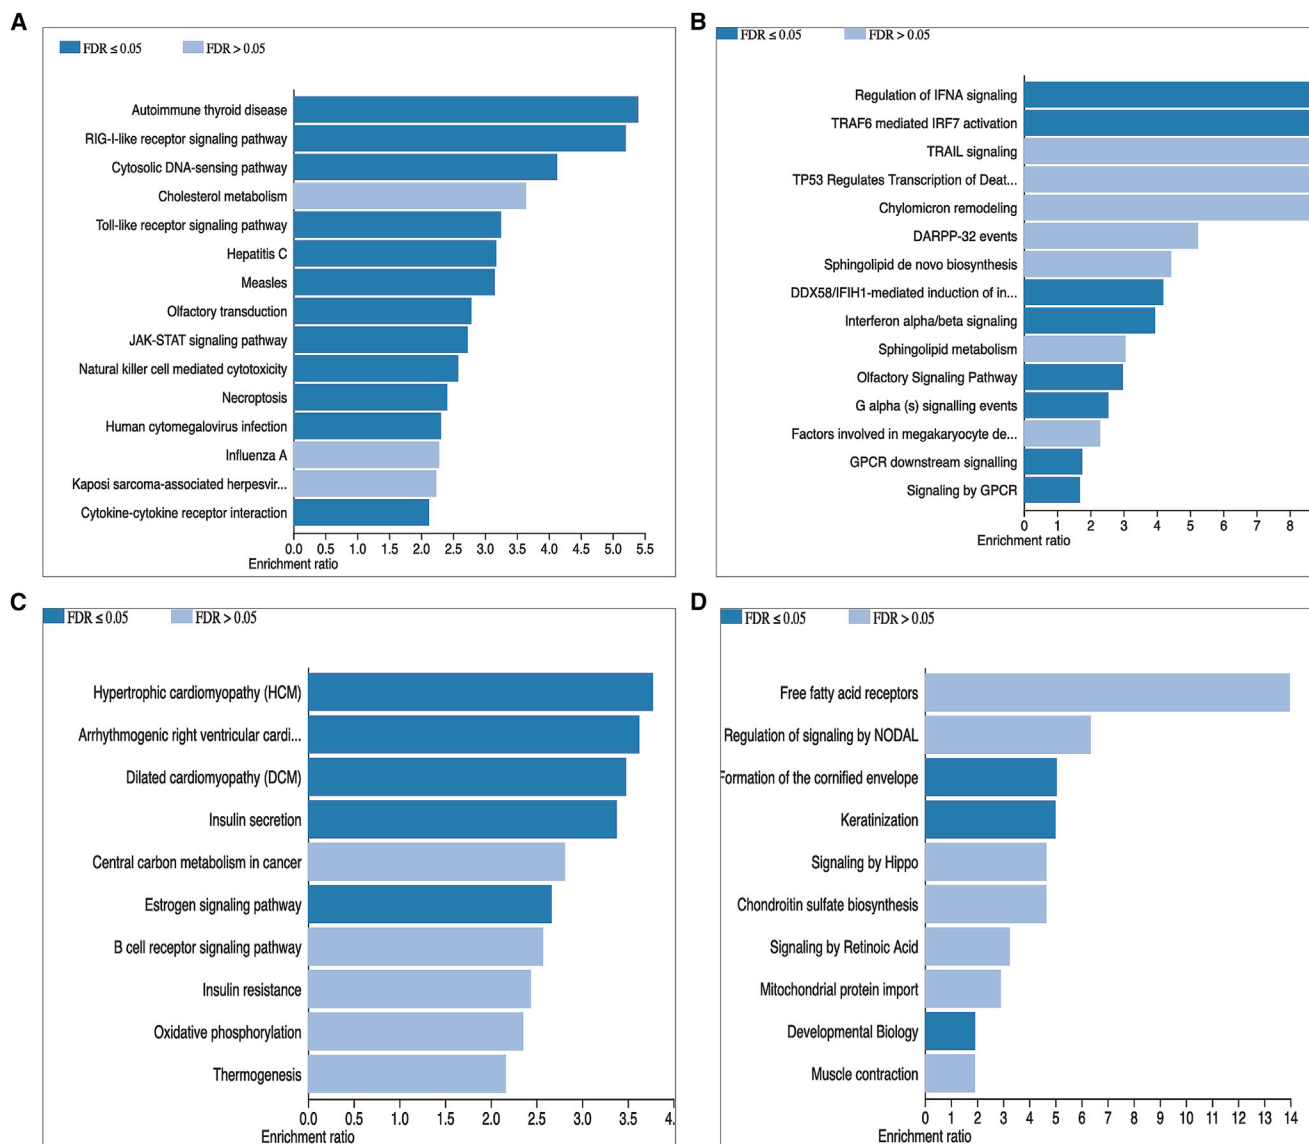 A
FDR ≤ 0.05
FDR > 0.05
Autoimmune thyroid disease
RIG-I-like receptor signaling pathway
Cytosolic DNA-sensing pathway
Cholesterol metabolism
Toll-like receptor signaling pathway
Hepatitis C
Measles
Olfactory transduction
JAK-STAT signaling pathway
Natural killer cell mediated cytotoxicity
Necroptosis
Human cytomegalovirus infection
Influenza A
Kaposi sarcoma-associated herpesvir...
Cytokine-cytokine receptor interaction
0.0 0.5 1.0 1.5 2.0 2.5 3.0 3.5 4.0 4.5 5.0 5.5
Enrichment ratio
B
FDR ≤ 0.05
FDR > 0.05
Regulation of IFNA signaling
TRAF6 mediated IRF7 activation
TRAIL signaling
TP53 Regulates Transcription of Deat...
Chylomicron remodeling
DARPP-32 events
Sphingolipid de novo biosynthesis
DDX58/IFIH1-mediated induction of in...
Interferon alpha/beta signaling
Sphingolipid metabolism
Olfactory Signaling Pathway
G alpha (s) signalling events
Factors involved in megakaryocyte de...
GPCR downstream signalling
Signaling by GPCR
0 1 2 3 4 5 6 7 8
Enrichment ratio
C
FDR ≤ 0.05
FDR > 0.05
Hypertrophic cardiomyopathy (HCM)
Arrhythmogenic right ventricular cardi...
Dilated cardiomyopathy (DCM)
Insulin secretion
Central carbon metabolism in cancer
Estrogen signaling pathway
B cell receptor signaling pathway
Insulin resistance
Oxidative phosphorylation
Thermogenesis
0.0 0.5 1.0 1.5 2.0 2.5 3.0 3.5 4.
Enrichment ratio
D
FDR ≤ 0.05
FDR > 0.05
Free fatty acid receptors
Regulation of signaling by NODAL
Formation of the cornified envelope
Keratinization
Signaling by Hippo
Chondroitin sulfate biosynthesis
Signaling by Retinoic Acid
Mitochondrial protein import
Developmental Biology
Muscle contraction
0 1 2 3 4 5 6 7 8 9 10 11 12 13 14
Enrichment ratio